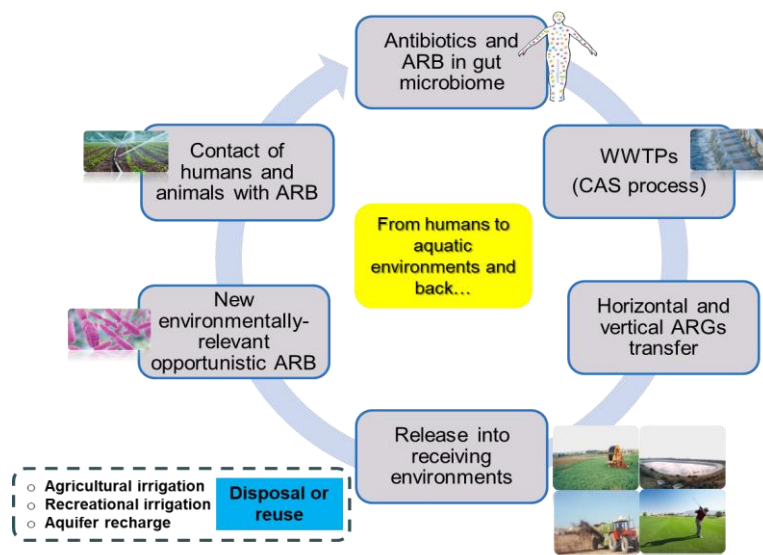 Antibiotics and
ARB in gut
microbiome
WWTPs
(CAS process)
Horizontal and
vertical ARGs
transfer
Release into
receiving
environments
New
environmentally-
relevant
opportunistic ARB
Contact of
humans and
animals with ARB
From humans to
aquatic
environments and
back…
Agricultural irrigation
Recreational irrigation
Aquifer recharge
Disposal or
reuse